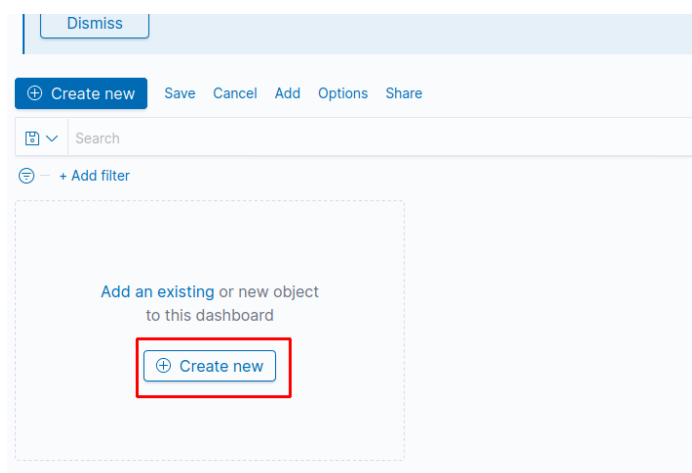 Dismiss
Create new Save Cancel Add Options Share
Search
+ Add filter
Add an existing or new object
to this dashboard
Create new